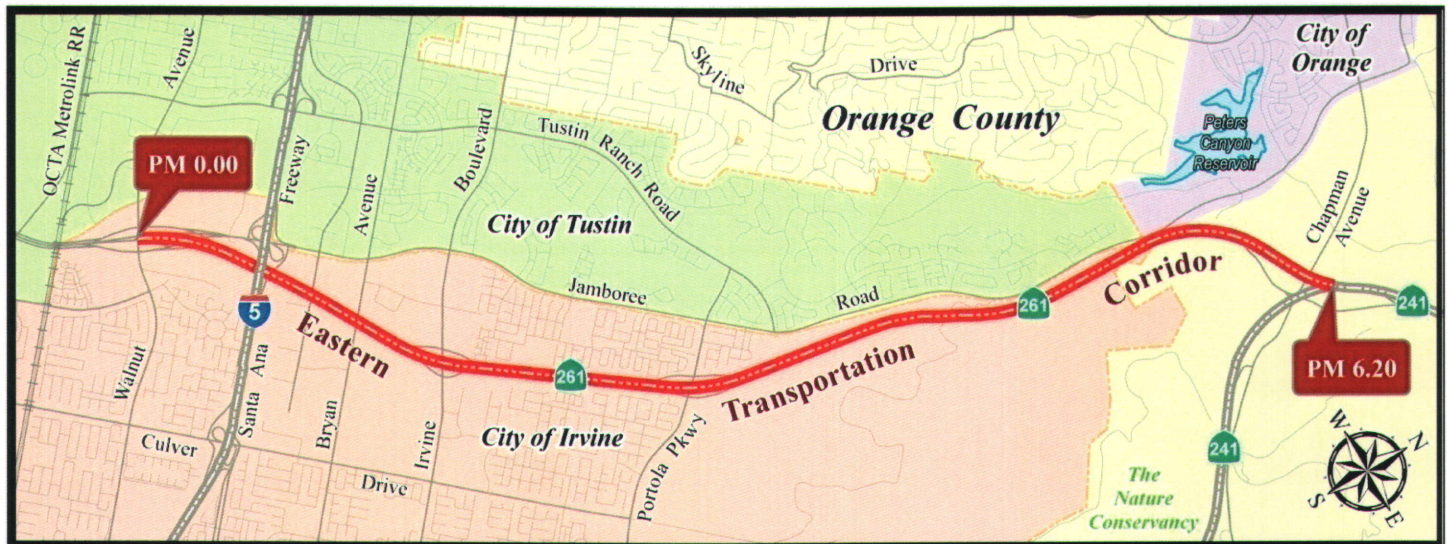 OCTA Metrolink RR
Avenue
PM 0.00
Freeway
Avenue
Boulevard
Skyline
Drive
Orange County
City of
Orange
Peters
Canyon
Reservoir
Tustin Ranch Road
City of Tustin
Chapman
Avenue
Jamboree
Road
Corridor
261
241
5
Eastern
PM 6.20
Walnut
Santa Ana
261
Transportation
Culver
Bryan
Irvine
City of Irvine
Portola Pkwy
Drive
241
The
Nature
Conservancy
W
N
S
E